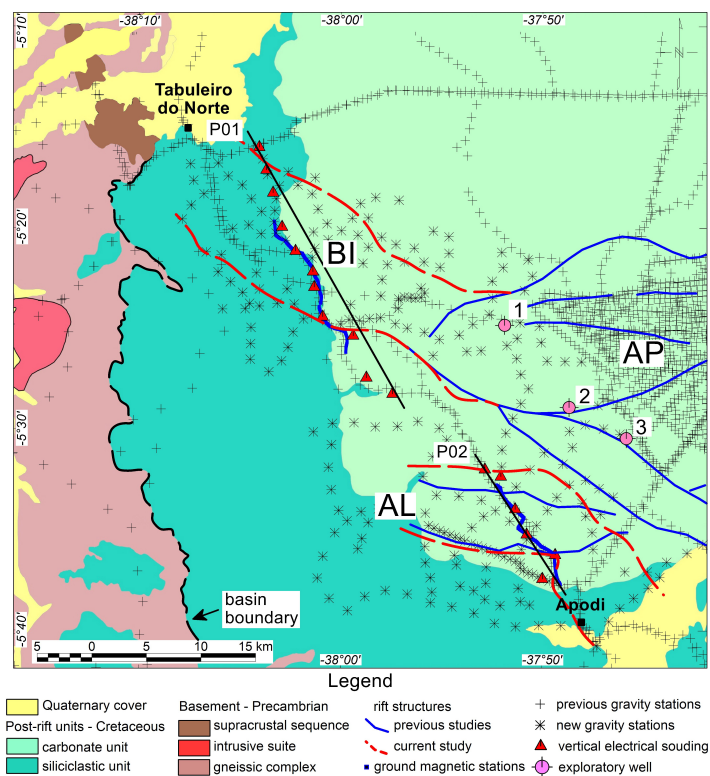 -38°10'
-38°00'
-37°50'
-5°10'
Tabuleiro
do Norte
P01
N
-5°20'
BI
1
AP
2
3
-5°30'
P02
AL
basin
boundary
Apodi
-5°40'
5 0 5 10 15 km
-38°00'
-37°50'
Legend
Quaternary cover
Post-rift units - Cretaceous
carbonate unit
siliciclastic unit
Basement - Precambrian
supracrustal sequence
intrusive suite
gneissic complex
rift structures
previous studies
current study
ground magnetic stations
previous gravity stations
new gravity stations
vertical electrical souding
exploratory well